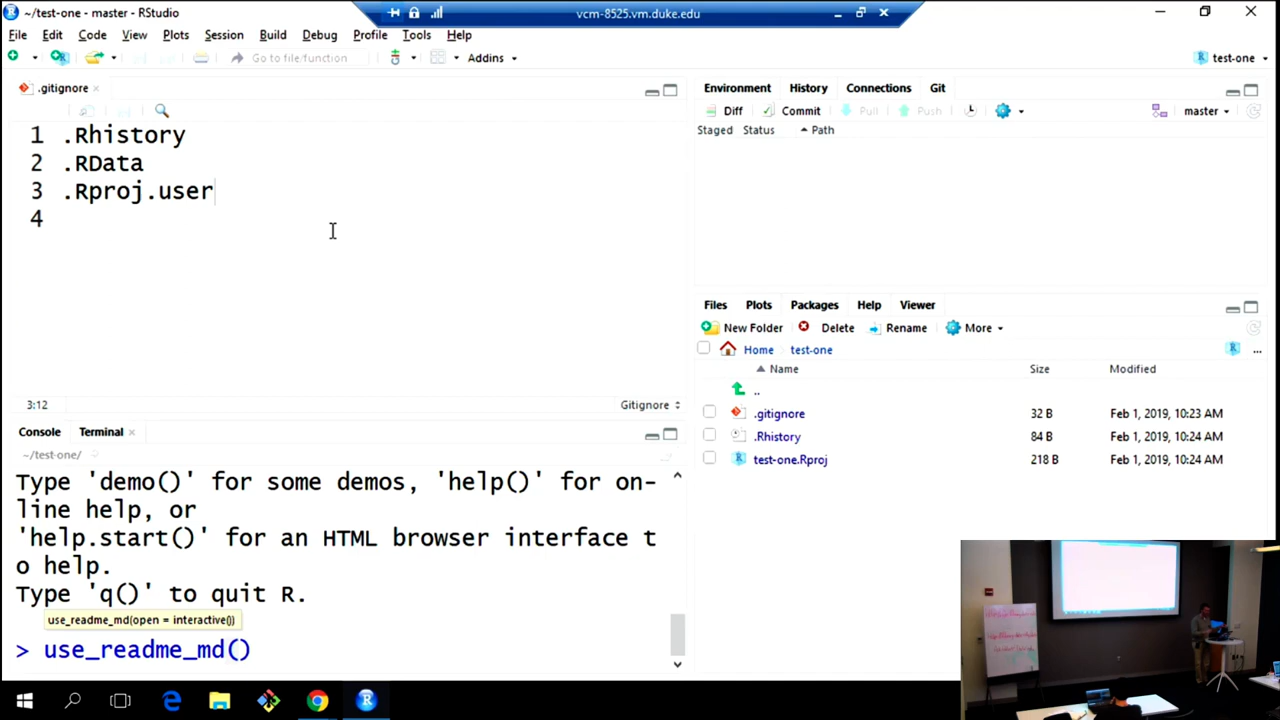 ~/test-one - master - RStudio
vcm-8525.vm.duke.edu
File Edit Code View Plots Session Build Debug Profile Tools Help
Go to file/function
Addins
test-one
.gitignore
1 .Rhistory
2 .RData
3 .Rproj.user
4
3:12
Gitignore
Console Terminal
~/test-one/
Type 'demo()' for some demos, 'help()' for on-
line help, or
'help.start()' for an HTML browser interface t
o help.
Type 'q()' to quit R.
use_readme_md(open = interactive())
> use_readme_md()
Environment History Connections Git
Diff Commit Pull Push master
Staged Status Path
Files Plots Packages Help Viewer
New Folder Delete Rename More
Home test-one
Name Size Modified
..
.gitignore 32 B Feb 1, 2019, 10:23 AM
.Rhistory 84 B Feb 1, 2019, 10:24 AM
test-one.Rproj 218 B Feb 1, 2019, 10:24 AM